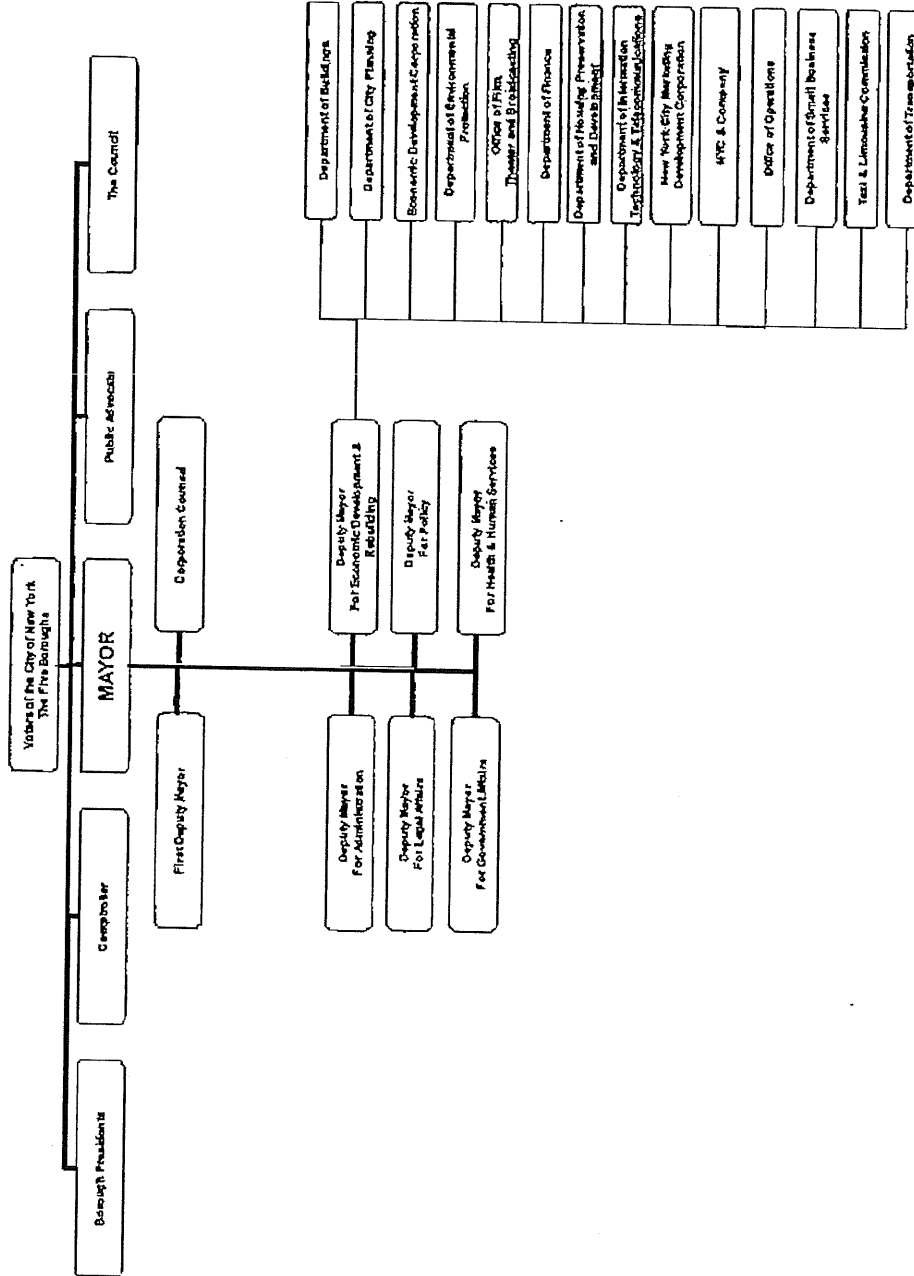 Voters of the City of New York
The Five Boroughs
Borough Presidents
Comptroller
MAYOR
Public Advocate
The Council
First Deputy Mayor
Corporation Counsel
Deputy Mayor
For Administration
Deputy Mayor
For Economic Development &
Rebuilding
Deputy Mayor
For Legal Affairs
Deputy Mayor
For Policy
Deputy Mayor
For Government Affairs
Deputy Mayor
For Health & Human Services
Department of Buildings
Department of City Planning
Economic Development Corporation
Department of Environmental
Protection
Office of Film
Theater and Broadcasting
Department of Finance
Department of Housing Preservation
and Development
Department of Information
Technology & Telecommunications
New York City Marketing
Development Corporation
NYC & Company
Office of Operations
Department of Small Business
Services
Taxi & Limousine Commission
Department of Transportation